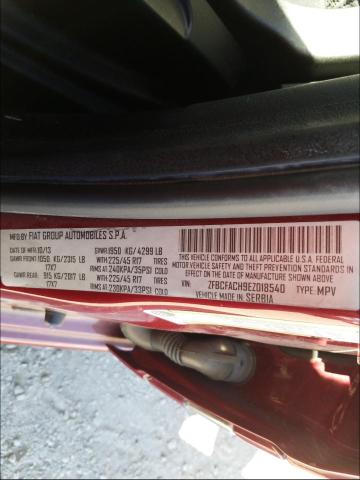 MFG.BY FIAT GROUP AUTOMOBILES S.P.A.
DATE OF MFR: 10/13 GVWR:1950 KG/4299 LB
GAWR FRONT:1050 KG/2315 LB WITH 225/45 R17 TIRES
17X7 RIMS AT:240KPA/35PSI COLD
GAWR REAR: 915 KG/2017 LB WITH 225/45 R17 TIRES
17X7 RIMS AT:230KPA/33PSI COLD
THIS VEHICLE CONFORMS TO ALL APPLICABLE U.S.A. FEDERAL
MOTOR VEHICLE SAFETY, BUMPER, AND THEFT PREVENTION STANDARDS IN
EFFECT ON THE DATE OF MANUFACTURE SHOWN ABOVE.
VIN: ZFBCFACH9EZ018540 TYPE: MPV
MADE IN SERBIA